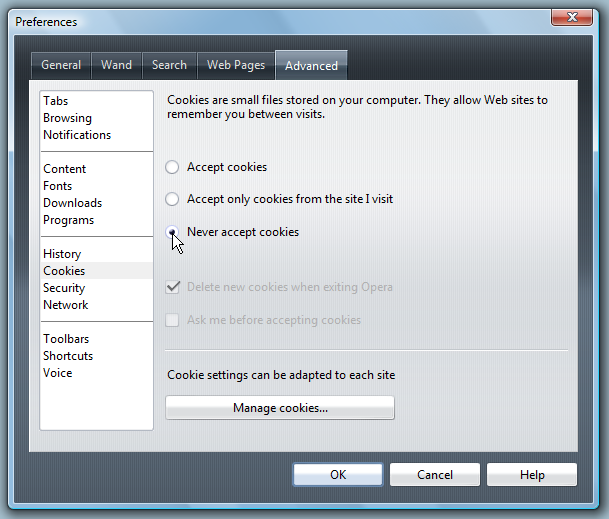 Preferences
General
Wand
Search
Web Pages
Advanced
Tabs
Browsing
Notifications
Content
Fonts
Downloads
Programs
History
Cookies
Security
Network
Toolbars
Shortcuts
Voice
Cookies are small files stored on your computer. They allow Web sites to
remember you between visits.
Accept cookies
Accept only cookies from the site I visit
Never accept cookies
Delete new cookies when exiting Opera
Ask me before accepting cookies
Cookie settings can be adapted to each site
Manage cookies...
OK
Cancel
Help